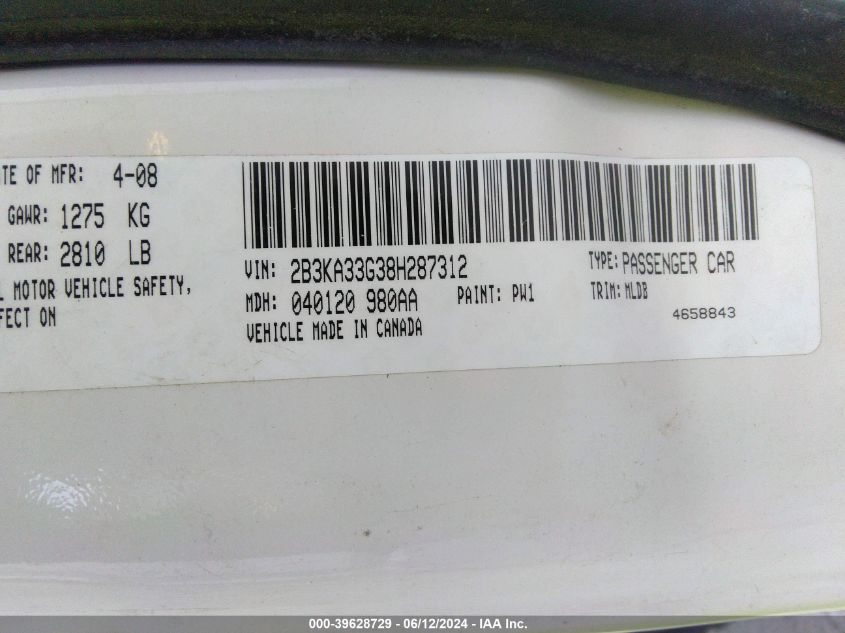 TE OF MFR: 4-08
GAWR: 1275 KG
REAR: 2810 LB
L MOTOR VEHICLE SAFETY,
FECT ON
VIN: 2B3KA33G38H287312
TYPE: PASSENGER CAR
MDH: 040120 980AA
PAINT: PW1
TRIM: MLDB
VEHICLE MADE IN CANADA
4658843
000-39628729 - 06/12/2024 - IAA Inc.